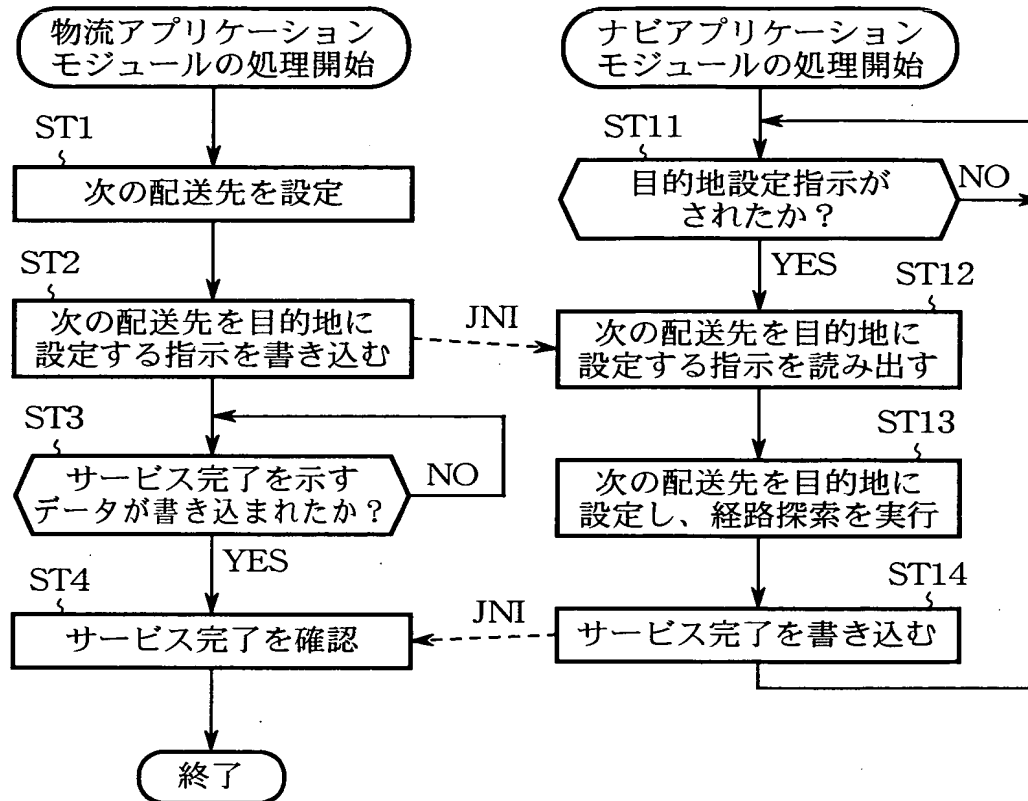 物流アプリケーション
モジュールの処理開始
ST1
次の配送先を設定
ST2
次の配送先を目的地に
設定する指示を書き込む
JNI
ST3
サービス完了を示す
データが書き込まれたか？
NO
YES
ST4
サービス完了を確認
JNI
終了
ナビアプリケーション
モジュールの処理開始
ST11
目的地設定指示が
されたか？
NO
YES
ST12
次の配送先を目的地に
設定する指示を読み出す
ST13
次の配送先を目的地に
設定し、経路探索を実行
ST14
サービス完了を書き込む